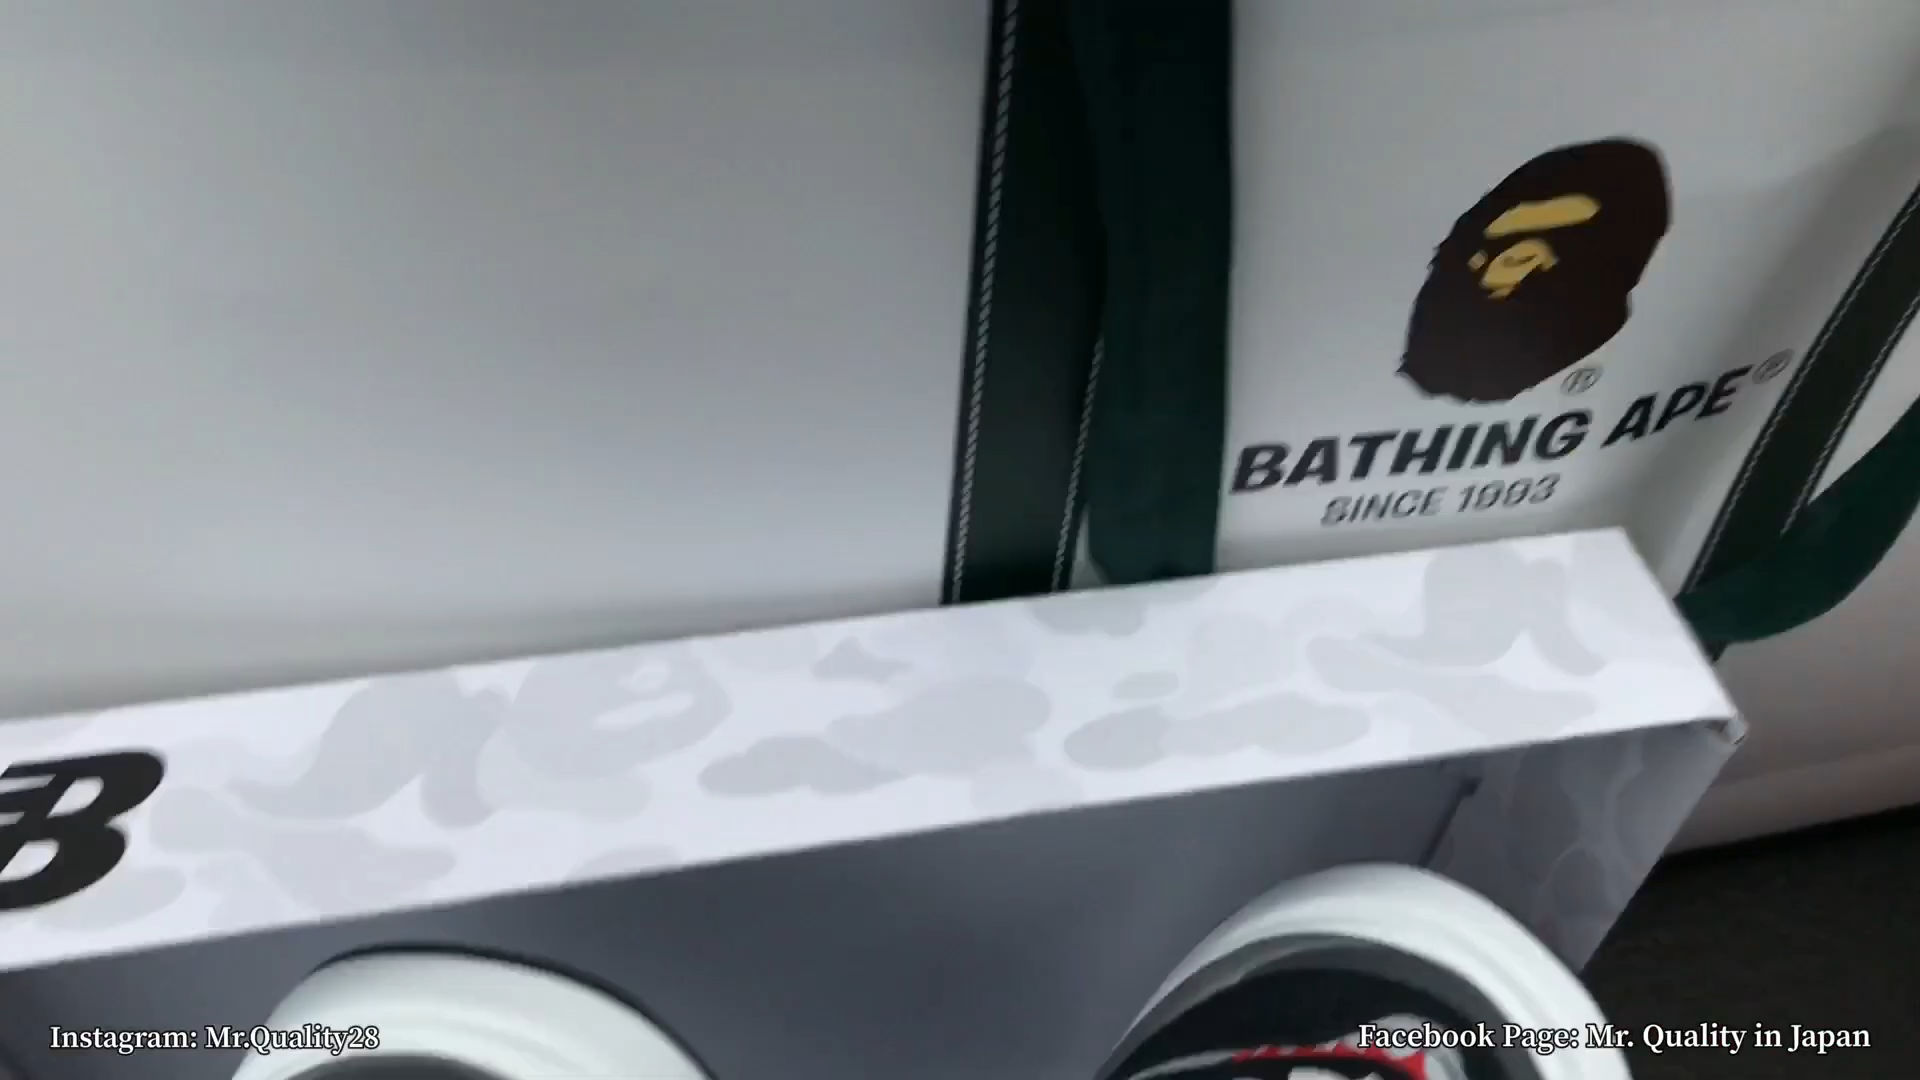 BATHING APE®
SINCE 1993
Instagram: Mr.Quality28
Facebook Page: Mr. Quality in Japan